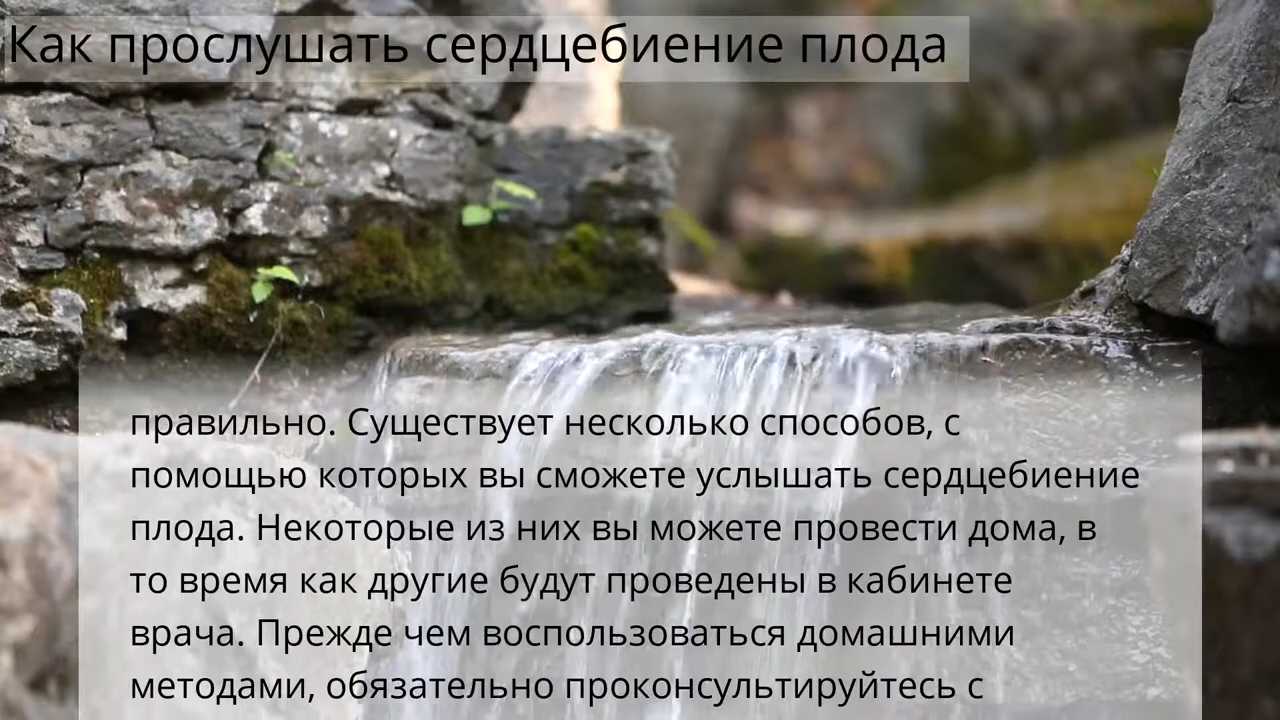 Как прослушать сердцебиение плода
правильно. Существует несколько способов, с
помощью которых вы сможете услышать сердцебиение
плода. Некоторые из них вы можете провести дома, в
то время как другие будут проведены в кабинете
врача. Прежде чем воспользоваться домашними
методами, обязательно проконсультируйтесь с